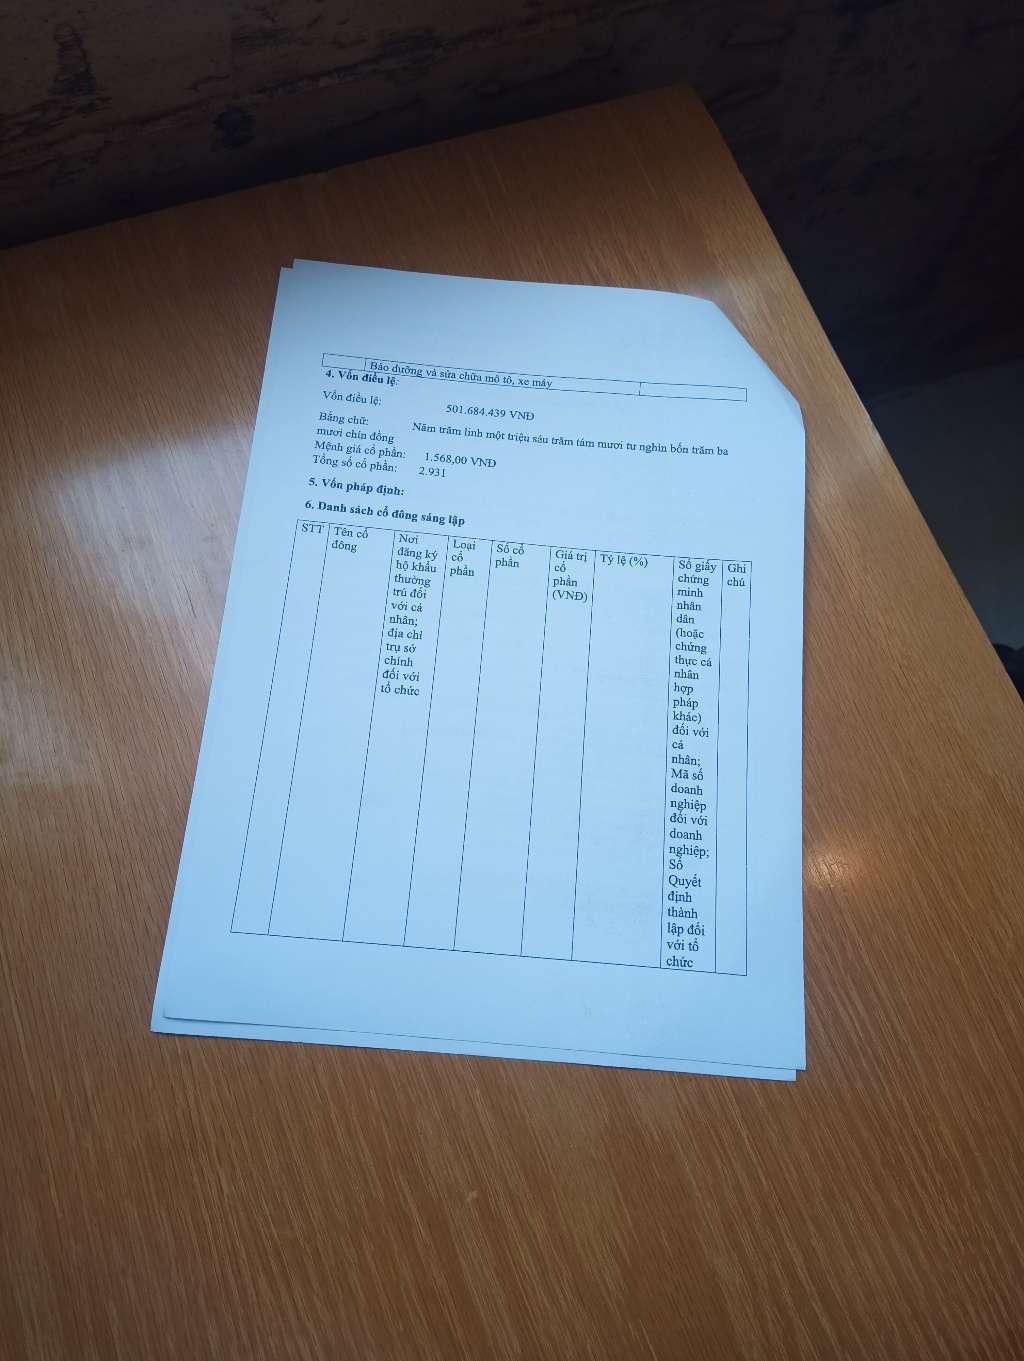 Bảo dưỡng và sửa chữa mô tô, xe máy
4. Vốn điều lệ:
Vốn điều lệ: 501.684.439 VNĐ
Bằng chữ: Năm trăm linh một triệu sáu trăm tám mươi tư nghìn bốn trăm ba
mươi chín đồng
Mệnh giá cổ phần: 1.568,00 VNĐ
Tổng số cổ phần: 2.931
5. Vốn pháp định:
6. Danh sách cổ đông sáng lập
STT
Tên cổ
đông
Nơi
đăng ký
hộ khẩu
thường
trú đối
với cá
nhân;
địa chỉ
trụ sở
chính
đối với
tổ chức
Loại
cổ
phần
Số cổ
phần
Giá trị
cổ
phần
(VNĐ)
Tỷ lệ (%)
Số giấy
chứng
minh
nhân
dân
(hoặc
chứng
thực cá
nhân
hợp
pháp
khác)
đối với
cá
nhân;
Mã số
doanh
nghiệp
đối với
doanh
nghiệp;
Số
Quyết
định
thành
lập đối
với tổ
chức
Ghi
chú